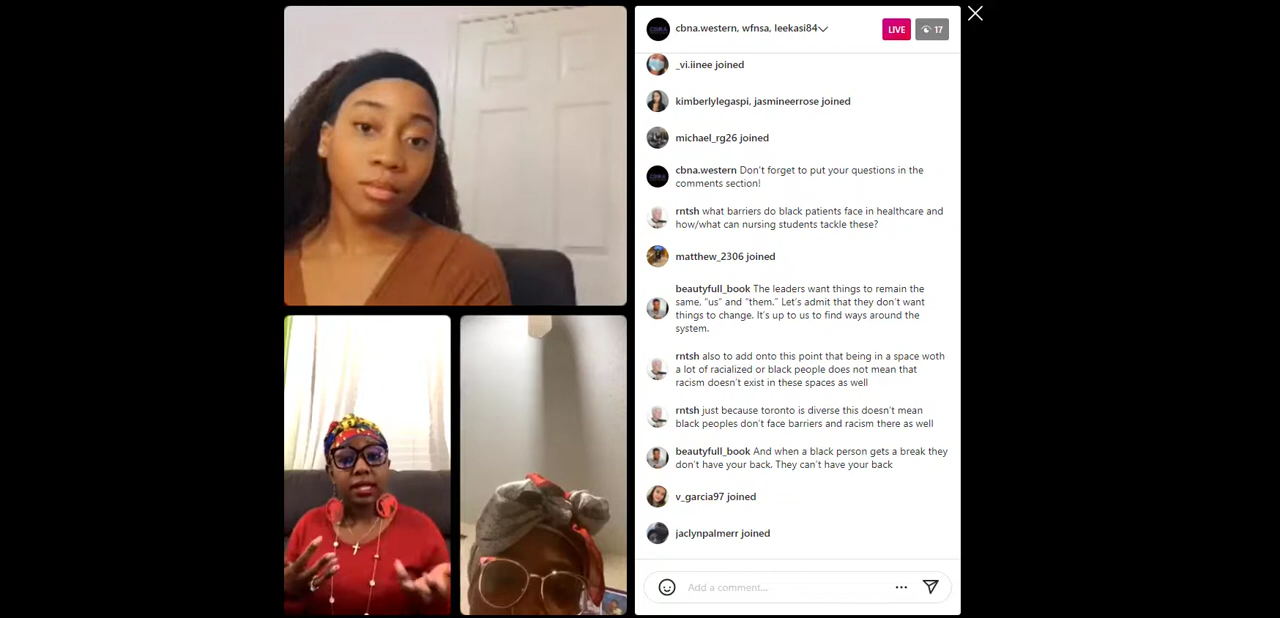 cbna.western, wfnsa, leekasi84
LIVE
17
_vi.iinee joined
kimberlylegaspi, jasmineerrose joined
michael_rg26 joined
cbna.western Don't forget to put your questions in the
comments section!
rntsh what barriers do black patients face in healthcare and
how/what can nursing students tackle these?
matthew_2306 joined
beautyfull_book The leaders want things to remain the
same, “us” and “them.” Let’s admit that they don’t want
things to change. It’s up to us to find ways around the
system.
rntsh also to add onto this point that being in a space woth
a lot of racialized or black people does not mean that
racism doesn’t exist in these spaces as well
rntsh just because toronto is diverse this doesn’t mean
black peoples don’t face barriers and racism there as well
beautyfull_book And when a black person gets a break they
don’t have your back. They can’t have your back
v_garcia97 joined
jaclynpalmerr joined
Add a comment...